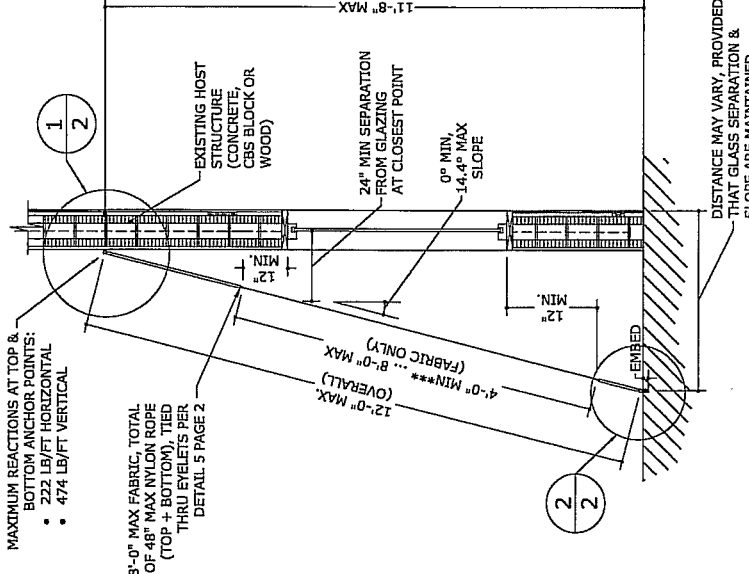 MAXIMUM REACTIONS AT TOP &
BOTTOM ANCHOR POINTS:
• 222 LB/FT HORIZONTAL
• 474 LB/FT VERTICAL
1
2
11'-8" MAX
EXISTING HOST
STRUCTURE
(CONCRETE,
CBS BLOCK OR
WOOD)
24" MIN SEPARATION
FROM GLAZING
AT CLOSEST POINT
0° MIN,
14.4° MAX
SLOPE
12"
MIN.
12"
MIN.
'-0" MAX FABRIC, TOTAL
OF 48" MAX NYLON ROPE
(TOP + BOTTOM), TIED
THRU EYELETS PER
DETAIL 5 PAGE 2
4'-0" MIN*** ... 8'-0" MAX
(FABRIC ONLY)
12'-0" MAX.
(OVERALL)
EMBED
2
2
DISTANCE MAY VARY, PROVIDED
THAT GLASS SEPARATION &
SLOPE ARE MAINTAINED